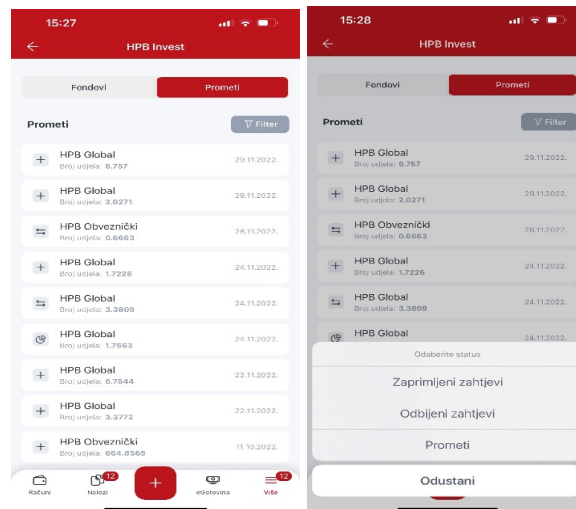 15:27
HPB Invest
Fondovi
Prometi
Prometi
Filter
HPB Global
29.11.2022.
Broj udjela: 6.757
HPB Global
29.11.2022.
Broj udjela: 2.0271
HPB Obveznički
28.11.2022.
Broj udjela: 0.6663
HPB Global
24.11.2022.
Broj udjela: 1.7226
HPB Global
24.11.2022.
Broj udjela: 3.3809
HPB Global
24.11.2022.
Broj udjela: 1.7563
HPB Global
22.11.2022.
Broj udjela: 6.7544
HPB Global
22.11.2022.
Broj udjela: 3.3772
HPB Obveznički
11.10.2022.
Broj udjela: 664.8565
12
12
Računi
Nalozi
eGotovina
Više
15:28
HPB Invest
Fondovi
Prometi
Prometi
Filter
HPB Global
29.11.2022.
Broj udjela: 6.757
HPB Global
29.11.2022.
Broj udjela: 2.0271
HPB Obveznički
28.11.2022.
Broj udjela: 0.6663
HPB Global
24.11.2022.
Broj udjela: 1.7226
HPB Global
24.11.2022.
Broj udjela: 3.3809
HPB Global
24.11.2022.
Odaberite status
Zaprimljeni zahtjevi
Odbijeni zahtjevi
Prometi
Odustani